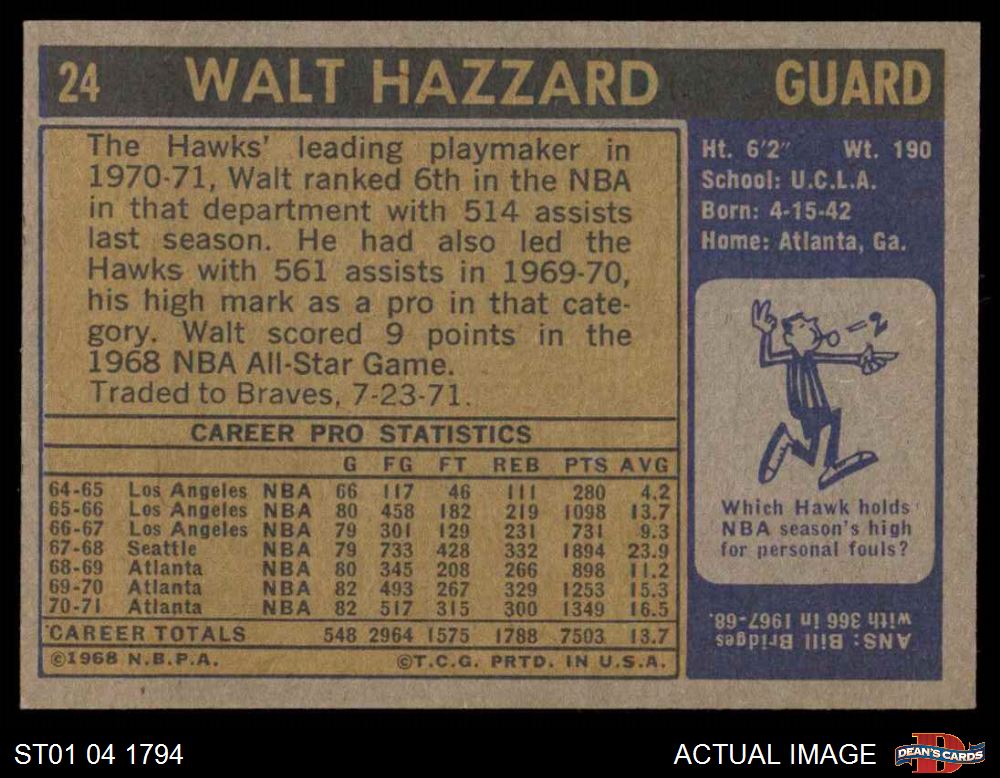 24 WALT HAZZARD GUARD
The Hawks' leading playmaker in
1970-71, Walt ranked 6th in the NBA
in that department with 514 assists
last season. He had also led the
Hawks with 561 assists in 1969-70,
his high mark as a pro in that cate-
gory. Walt scored 9 points in the
1968 NBA All-Star Game.
Traded to Braves, 7-23-71.
Ht. 6'2" Wt. 190
School: U.C.L.A.
Born: 4-15-42
Home: Atlanta, Ga.
=2
Which Hawk holds
NBA season's high
for personal fouls?
ANS: Bill Bridges
with 366 in 1967-68.
CAREER PRO STATISTICS
G FG FT REB PTS AVG
64-65 Los Angeles NBA 66 117 46 111 280 4.2
65-66 Los Angeles NBA 80 458 182 219 1098 13.7
66-67 Los Angeles NBA 79 301 129 231 731 9.3
67-68 Seattle NBA 79 733 428 332 1894 23.9
68-69 Atlanta NBA 80 345 208 266 898 11.2
69-70 Atlanta NBA 82 493 267 329 1253 15.3
70-71 Atlanta NBA 82 517 315 300 1349 16.5
CAREER TOTALS 548 2964 1575 1788 7503 13.7
©1968 N.B.P.A. ©T.C.G. PRTD. IN U.S.A.
ST01 04 1794 ACTUAL IMAGE
D
DEAN'S CARDS